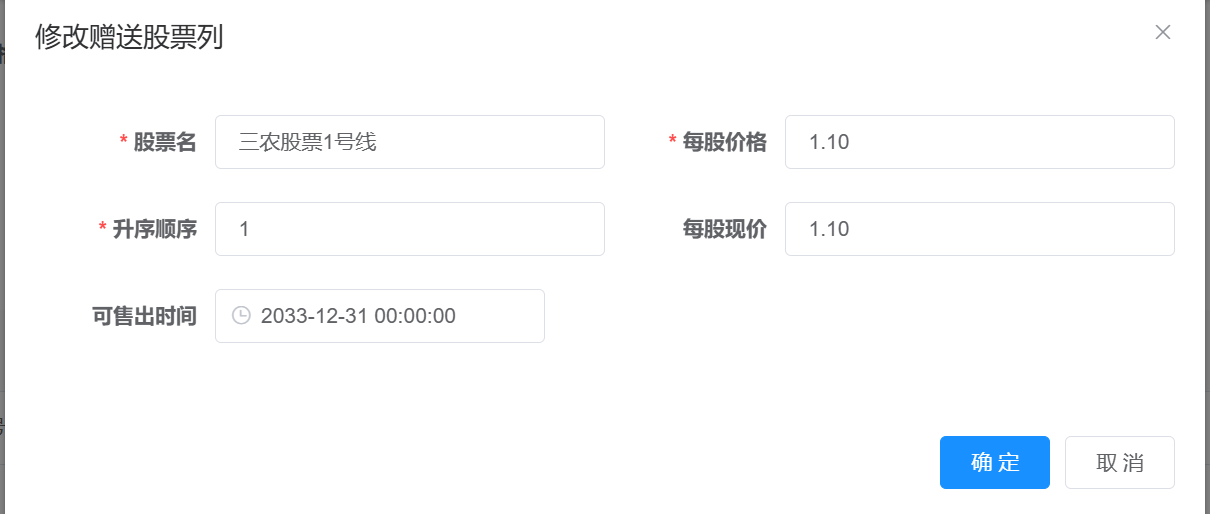 修改赠送股票列
* 股票名 三农股票1号线 * 每股价格 1.10
* 升序顺序 1 每股现价 1.10
可售出时间 2033-12-31 00:00:00
确 定 取 消